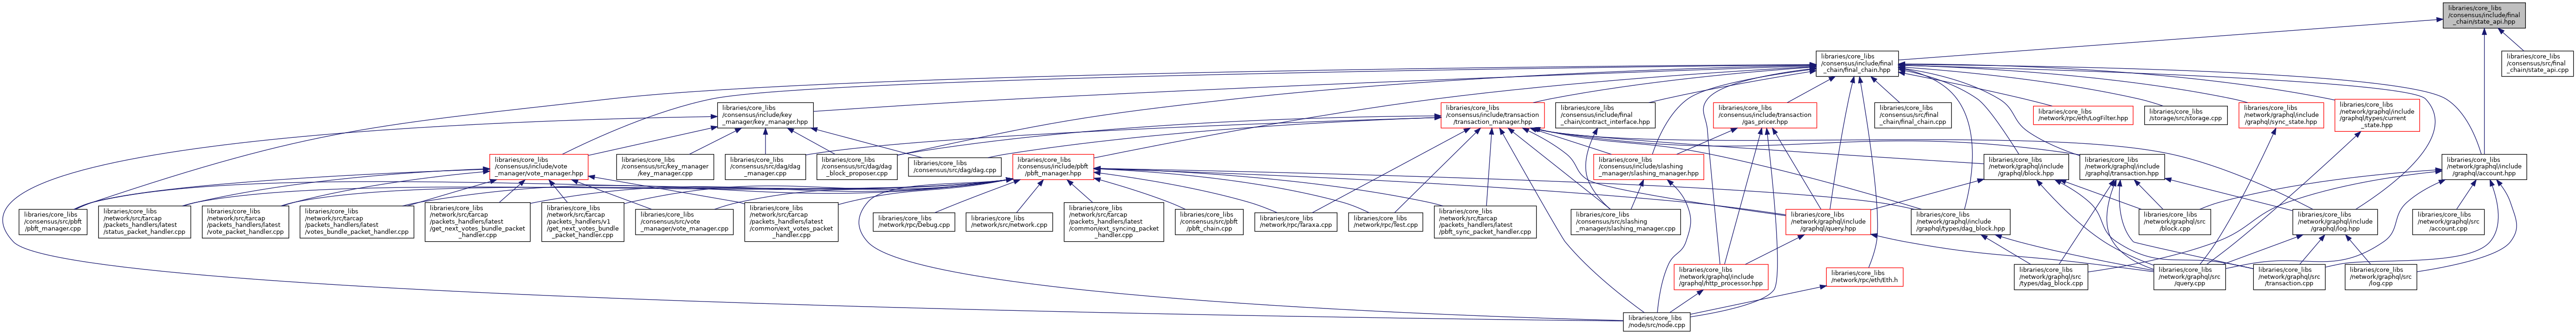 libraries/core_libs
/consensus/include/final
_chain/state_api.hpp
libraries/core_libs
/consensus/include/final
_chain/final_chain.hpp
libraries/core_libs
/consensus/src/final
_chain/state_api.cpp
libraries/core_libs
/consensus/include/key
_manager/key_manager.hpp
libraries/core_libs
/consensus/include/transaction
/transaction_manager.hpp
libraries/core_libs
/consensus/include/final
_chain/contract_interface.hpp
libraries/core_libs
/consensus/include/transaction
/gas_pricer.hpp
libraries/core_libs
/consensus/src/final
_chain/final_chain.cpp
libraries/core_libs
/network/rpc/eth/LogFilter.hpp
libraries/core_libs
/storage/src/storage.cpp
libraries/core_libs
/network/graphql/include
/graphql/sync_state.hpp
libraries/core_libs
/network/graphql/include
/graphql/types/current
_state.hpp
libraries/core_libs
/consensus/include/vote
_manager/vote_manager.hpp
libraries/core_libs
/consensus/src/key_manager
/key_manager.cpp
libraries/core_libs
/consensus/src/dag/dag
_manager.cpp
libraries/core_libs
/consensus/src/dag/dag
_block_proposer.cpp
libraries/core_libs
/consensus/src/dag/dag.cpp
libraries/core_libs
/consensus/include/pbft
/pbft_manager.hpp
libraries/core_libs
/consensus/include/slashing
_manager/slashing_manager.hpp
libraries/core_libs
/network/graphql/include
/graphql/block.hpp
libraries/core_libs
/network/graphql/include
/graphql/transaction.hpp
libraries/core_libs
/network/graphql/include
/graphql/account.hpp
libraries/core_libs
/consensus/src/pbft
/pbft_manager.cpp
libraries/core_libs
/network/src/tarcap
/packets_handlers/latest
/status_packet_handler.cpp
libraries/core_libs
/network/src/tarcap
/packets_handlers/latest
/vote_packet_handler.cpp
libraries/core_libs
/network/src/tarcap
/packets_handlers/latest
/votes_bundle_packet_handler.cpp
libraries/core_libs
/network/src/tarcap
/packets_handlers/latest
/get_next_votes_bundle_packet
_handler.cpp
libraries/core_libs
/network/src/tarcap
/packets_handlers/v1
/get_next_votes_bundle
_packet_handler.cpp
libraries/core_libs
/consensus/src/vote
_manager/vote_manager.cpp
libraries/core_libs
/network/src/tarcap
/packets_handlers/latest
/common/ext_votes_packet
_handler.cpp
libraries/core_libs
/network/rpc/Debug.cpp
libraries/core_libs
/network/src/network.cpp
libraries/core_libs
/network/src/tarcap
/packets_handlers/latest
/common/ext_syncing_packet
_handler.cpp
libraries/core_libs
/consensus/src/pbft
/pbft_chain.cpp
libraries/core_libs
/network/rpc/Taraxa.cpp
libraries/core_libs
/network/rpc/Test.cpp
libraries/core_libs
/network/src/tarcap
/packets_handlers/latest
/pbft_sync_packet_handler.cpp
libraries/core_libs
/consensus/src/slashing
_manager/slashing_manager.cpp
libraries/core_libs
/network/graphql/include
/graphql/query.hpp
libraries/core_libs
/network/graphql/include
/graphql/types/dag_block.hpp
libraries/core_libs
/network/graphql/src
/block.cpp
libraries/core_libs
/network/graphql/include
/graphql/log.hpp
libraries/core_libs
/network/graphql/src
/account.cpp
libraries/core_libs
/network/graphql/include
/graphql/http_processor.hpp
libraries/core_libs
/network/rpc/eth/Eth.h
libraries/core_libs
/network/graphql/src
/types/dag_block.cpp
libraries/core_libs
/network/graphql/src
/query.cpp
libraries/core_libs
/network/graphql/src
/transaction.cpp
libraries/core_libs
/network/graphql/src
/log.cpp
libraries/core_libs
/node/src/node.cpp